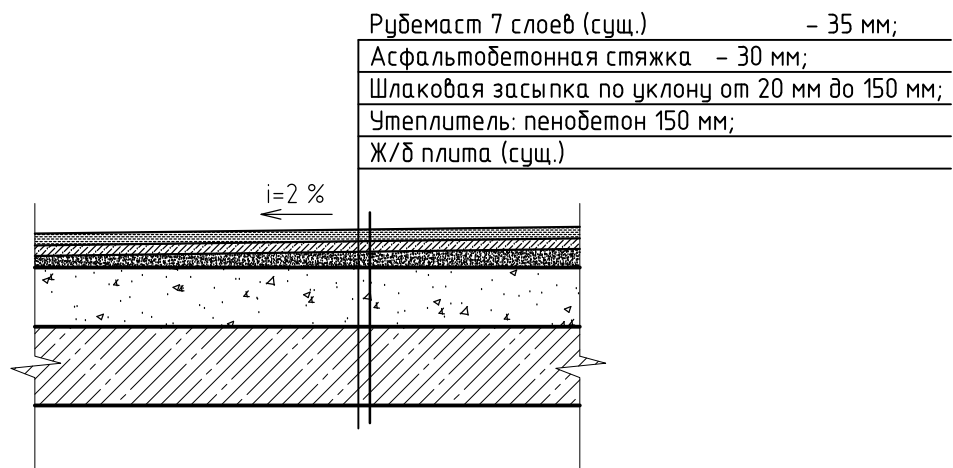 Рубемаст 7 слоев (сущ.) – 35 мм;
Асфальтобетонная стяжка – 30 мм;
Шлаковая засыпка по уклону от 20 мм до 150 мм;
Утеплитель: пенобетон 150 мм;
Ж/б плита (сущ.)
i=2 %